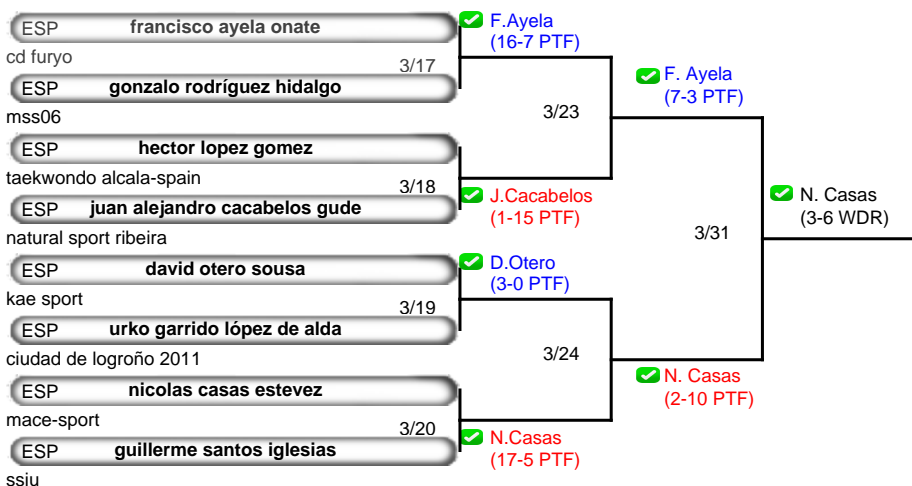 ESP francisco ayela onate
cd furyo
3/17
ESP gonzalo rodríguez hidalgo
mss06
ESP hector lopez gomez
taekwondo alcala-spain
3/18
ESP juan alejandro cacabelos gude
natural sport ribeira
ESP david otero sousa
kae sport
3/19
ESP urko garrido lópez de alda
ciudad de logroño 2011
ESP nicolas casas estevez
mace-sport
3/20
ESP guillerme santos iglesias
ssiu
F.Ayela
(16-7 PTF)
3/23
J.Cacabelos
(1-15 PTF)
D.Otero
(3-0 PTF)
3/24
N.Casas
(17-5 PTF)
F. Ayela
(7-3 PTF)
3/31
N. Casas
(2-10 PTF)
N. Casas
(3-6 WDR)